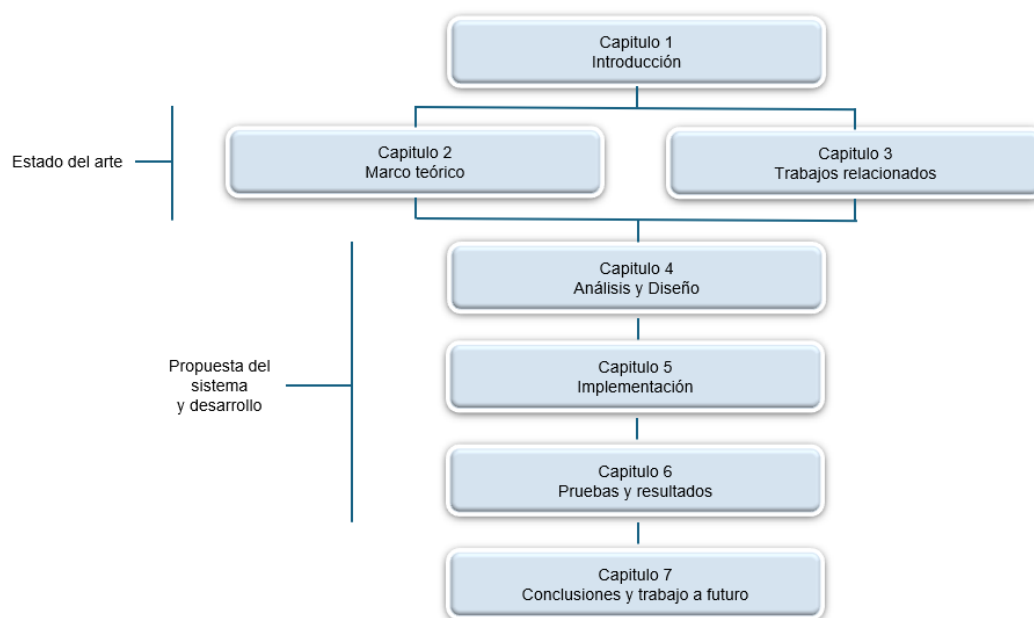 Capitulo 1
Introducción
Estado del arte
Capitulo 2
Marco teórico
Capitulo 3
Trabajos relacionados
Capitulo 4
Análisis y Diseño
Propuesta del
sistema
y desarrollo
Capitulo 5
Implementación
Capitulo 6
Pruebas y resultados
Capitulo 7
Conclusiones y trabajo a futuro